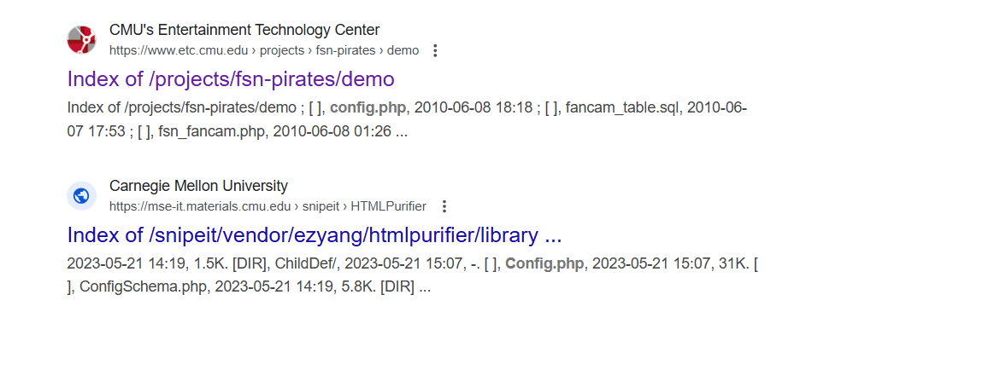 CMU's Entertainment Technology Center
https://www.etc.cmu.edu › projects › fsn-pirates › demo
Index of /projects/fsn-pirates/demo
Index of /projects/fsn-pirates/demo ; [ ], config.php, 2010-06-08 18:18 ; [ ], fancam_table.sql, 2010-06-
07 17:53 ; [ ], fsn_fancam.php, 2010-06-08 01:26 ...
Carnegie Mellon University
https://mse-it.materials.cmu.edu › snipeit › HTMLPurifier
Index of /snipeit/vendor/ezyang/htmlpurifier/library ...
2023-05-21 14:19, 1.5K. [DIR], ChildDef/, 2023-05-21 15:07, -. [ ], Config.php, 2023-05-21 15:07, 31K. [
], ConfigSchema.php, 2023-05-21 14:19, 5.8K. [DIR] ...